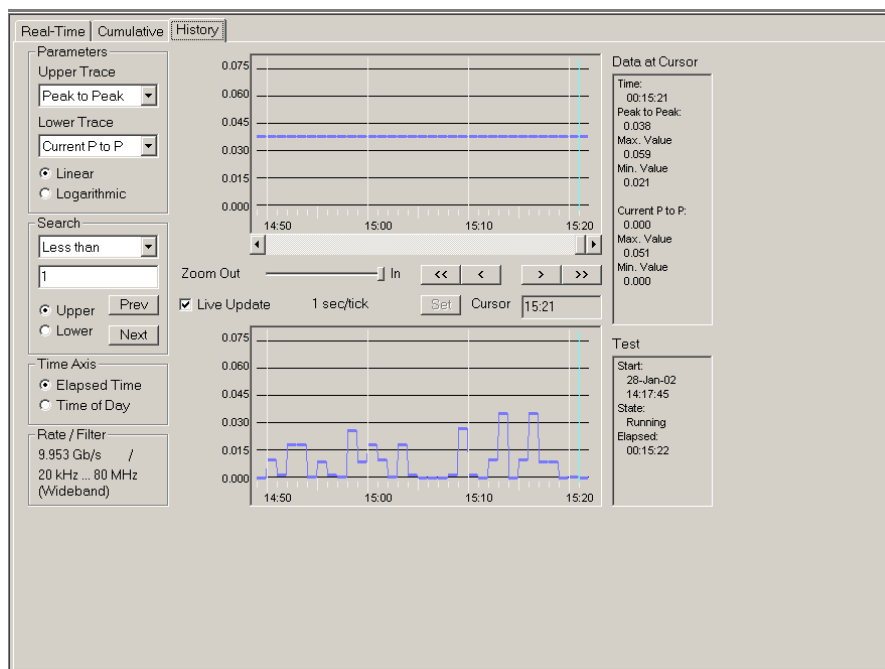 Real-Time Cumulative History
Parameters
Upper Trace
Peak to Peak
Lower Trace
Current P to P
Linear
Logarithmic
Search
Less than
1
Upper Prev
Lower Next
Time Axis
Elapsed Time
Time of Day
Rate / Filter
9.953 Gb/s /
20 kHz ... 80 MHz
(Wideband)
0.075
0.060
0.045
0.030
0.015
0.000
14:50 15:00 15:10 15:20
Zoom Out In << < > >>
Live Update 1 sec/tick Set Cursor 15:21
0.075
0.060
0.045
0.030
0.015
0.000
14:50 15:00 15:10 15:20
Data at Cursor
Time:
00:15:21
Peak to Peak:
0.038
Max. Value
0.059
Min. Value
0.021
Current P to P:
0.000
Max. Value
0.051
Min. Value
0.000
Test
Start:
28-Jan-02
14:17:45
State:
Running
Elapsed:
00:15:22